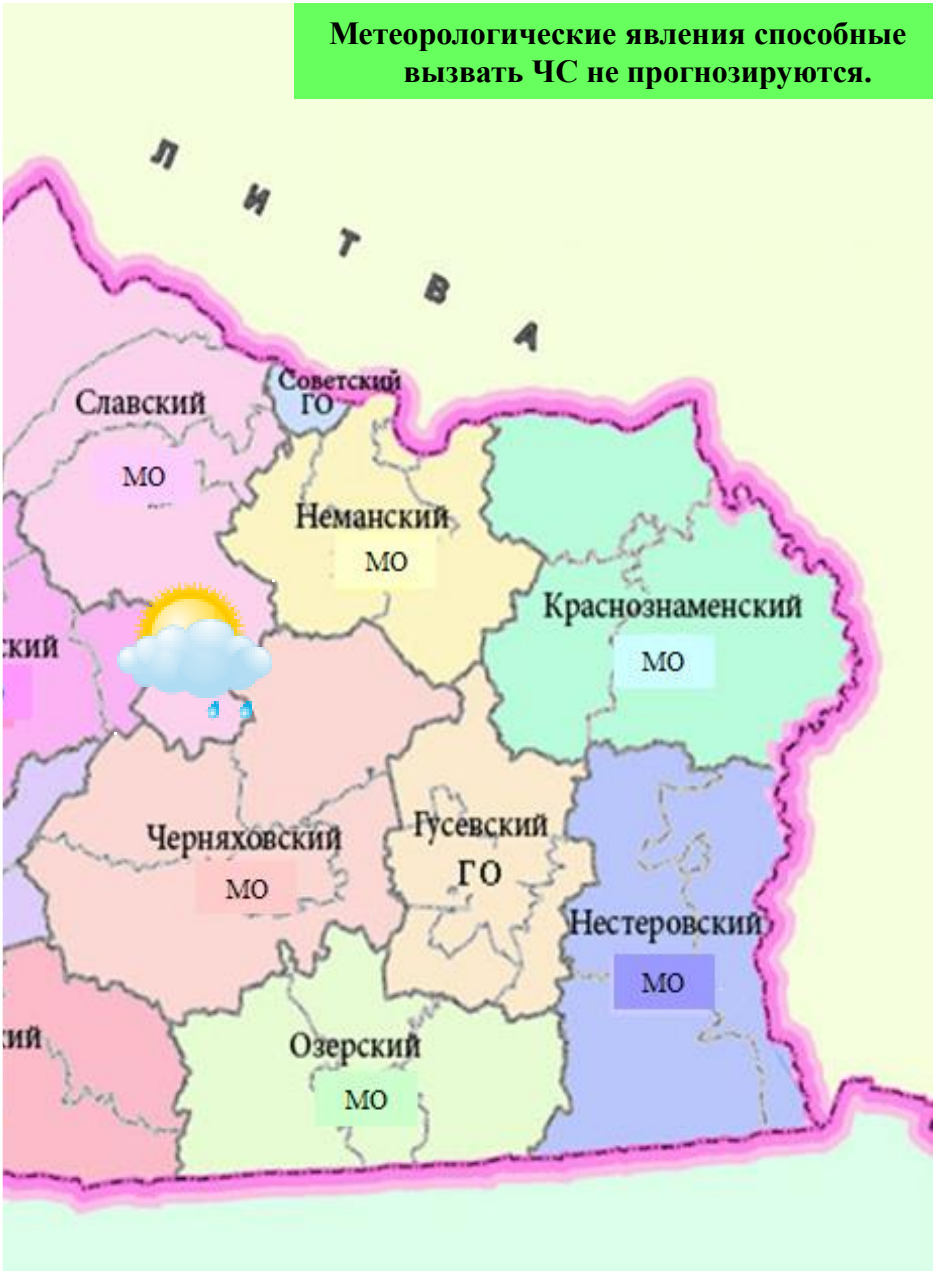 Метеорологические явления способные
вызвать ЧС не прогнозируются.
ЛИТВА
Советский
ГО
Славский
МО
Неманский
МО
Краснознаменский
МО
ский
Черняховский
МО
Гусевский
ГО
Нестеровский
МО
ий
Озерский
МО